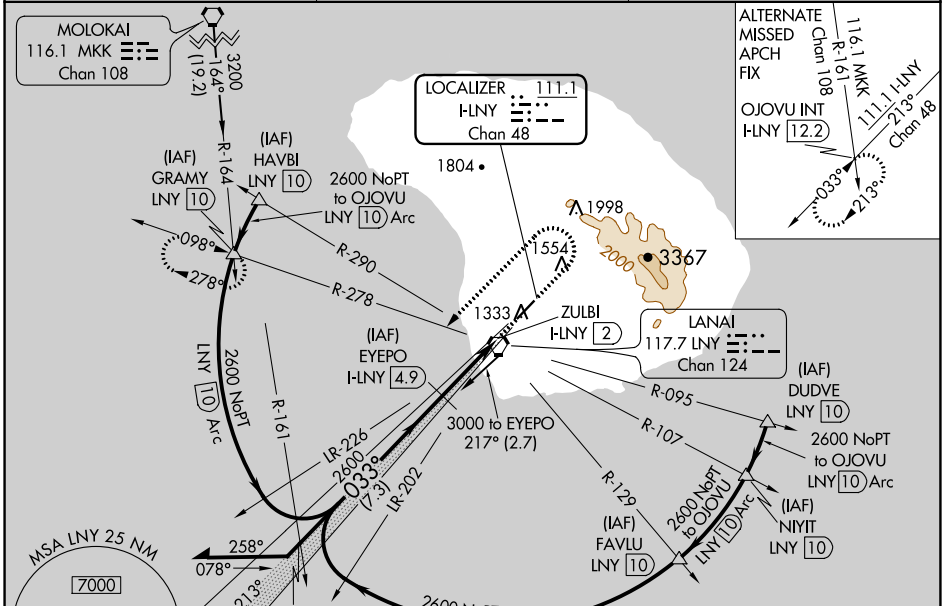 MOLOKAI
116.1 MKK
Chan 108
3200
164°
(19.2)
R-164
(IAF)
HAVBI
LNY 10
(IAF)
GRAMY
LNY 10
2600 NoPT
to OJOVU
LNY 10 Arc
098°
278°
R-290
R-278
LOCALIZER 111.1
I-LNY
Chan 48
1804
1998
1554
2000
3367
1333
ZULBI
I-LNY 2
LANAI
117.7 LNY
Chan 124
(IAF)
EYEPO
I-LNY 4.9
3000 to EYEPO
217° (2.7)
2600 NoPT
LNY 10 Arc
R-161
LR-226
2600
033°
(7.3)
LR-202
R-095
R-107
R-129
(IAF)
DUDVE
LNY 10
2600 NoPT
to OJOVU
LNY 10 Arc
(IAF)
NIYIT
LNY 10
2600 NoPT
to OJOVU
LNY 10 Arc
(IAF)
FAVLU
LNY 10
258°
078°
213°
2600 NoPT
MSA LNY 25 NM
7000
ALTERNATE
MISSED
APCH
FIX
116.1 MKK
Chan 108
R-161
111.1 I-LNY
213°
Chan 48
OJOVU INT
I-LNY 12.2
033°
213°